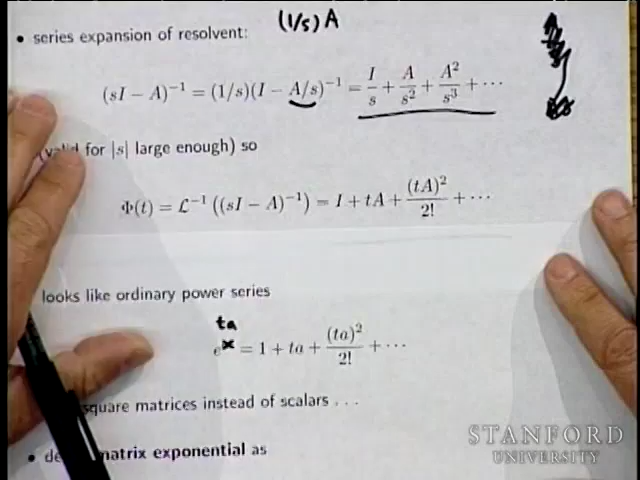 (1/s) A
• series expansion of resolvent:
(sI − A)⁻¹ = (1/s)(I − A/s)⁻¹ = I/s + A/s² + A²/s³ + ···
(valid for |s| large enough) so
Φ(t) = ℒ⁻¹ ((sI − A)⁻¹) = I + tA + (tA)²/2! + ···
looks like ordinary power series
ta
e = 1 + ta + (ta)²/2! + ···
square matrices instead of scalars . . .
• matrix exponential as
STANFORD
UNIVERSITY